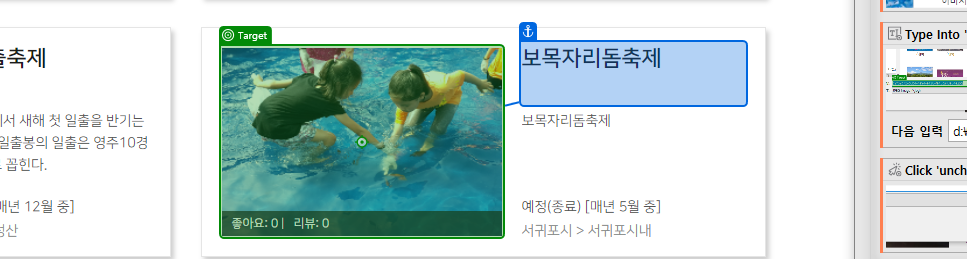 출축제
에서 새해 첫 일출을 반기는
일출봉의 일출은 영주10경
꼽힌다.
매년 12월 중]
성산
Target
좋아요: 0 | 리뷰: 0
보목자리돔축제
보목자리돔축제
예정(종료) [매년 5월 중]
서귀포시 > 서귀포시내
Type Into '
다음 입력
d:\
Click 'unch